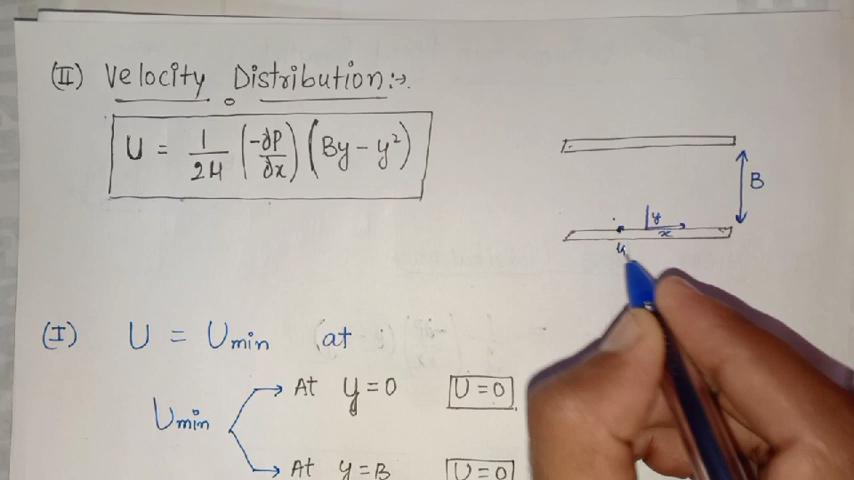 (II) Velocity Distribution:-
U = 1/2μ (-∂P/∂x) (By - y²)
B
y
x
(I) U = Umin at
At y=0 U=0
Umin
At y=B U=0